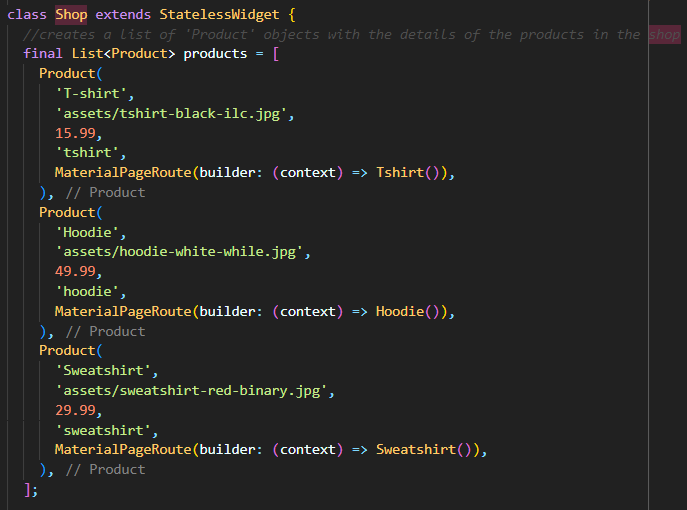 class Shop extends StatelessWidget {
  //creates a list of 'Product' objects with the details of the products in the shop
  final List<Product> products = [
    Product(
      'T-shirt',
      'assets/tshirt-black-ilc.jpg',
      15.99,
      'tshirt',
      MaterialPageRoute(builder: (context) => Tshirt()),
    ), // Product
    Product(
      'Hoodie',
      'assets/hoodie-white-while.jpg',
      49.99,
      'hoodie',
      MaterialPageRoute(builder: (context) => Hoodie()),
    ), // Product
    Product(
      'Sweatshirt',
      'assets/sweatshirt-red-binary.jpg',
      29.99,
      'sweatshirt',
      MaterialPageRoute(builder: (context) => Sweatshirt()),
    ), // Product
  ];